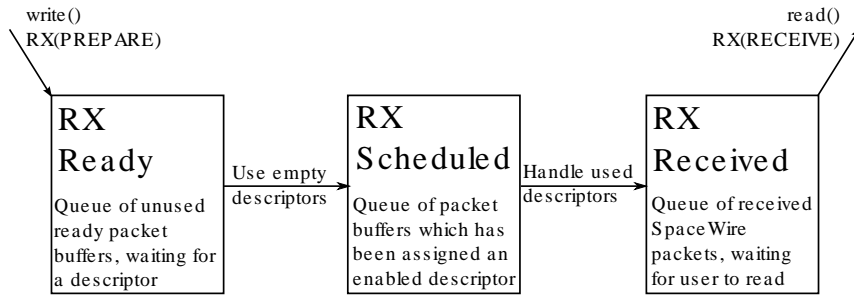 write()
RX(PREPARE)
read()
RX(RECEIVE)
RX
Ready
Queue of unused
ready packet
buffers, waiting for
a descriptor
Use empty
descriptors
RX
Scheduled
Queue of packet
buffers which has
been assigned an
enabled descriptor
Handle used
descriptors
RX
Received
Queue of received
SpaceWire
packets, waiting
for user to read